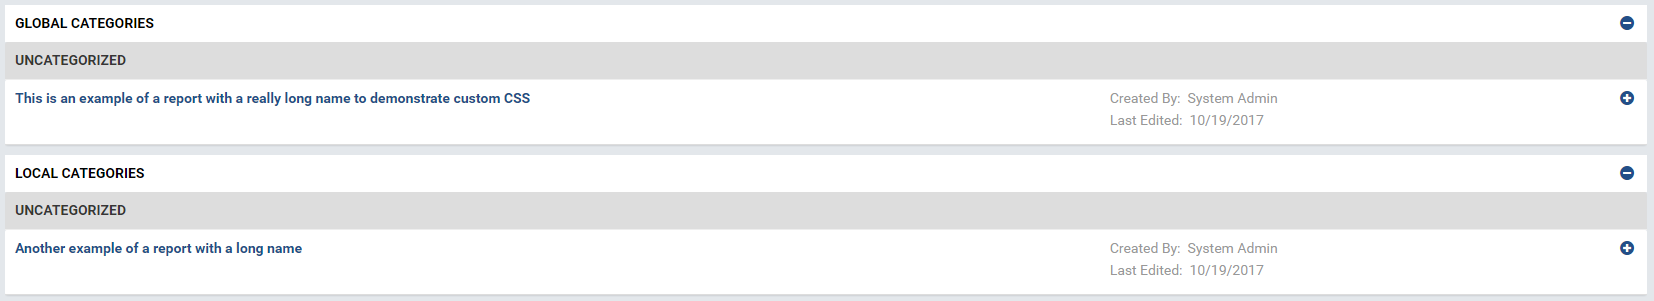 GLOBAL CATEGORIES
UNCATEGORIZED
This is an example of a report with a really long name to demonstrate custom CSS
Created By: System Admin
Last Edited: 10/19/2017
LOCAL CATEGORIES
UNCATEGORIZED
Another example of a report with a long name
Created By: System Admin
Last Edited: 10/19/2017